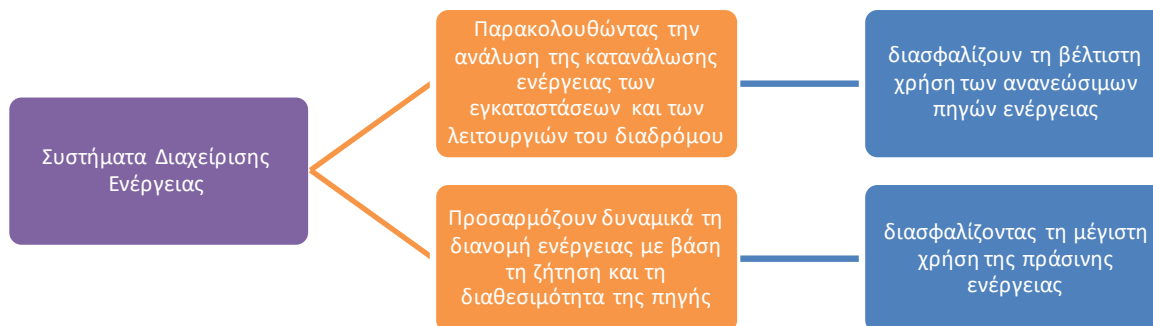 Συστήματα Διαχείρισης
Ενέργειας
Παρακολουθώντας την
ανάλυση της κατανάλωσης
ενέργειας των
εγκαταστάσεων και των
λειτουργιών του διαδρόμου
διασφαλίζουν τη βέλτιστη
χρήση των ανανεώσιμων
πηγών ενέργειας
Προσαρμόζουν δυναμικά τη
διανομή ενέργειας με βάση
τη ζήτηση και τη
διαθεσιμότητα της πηγής
διασφαλίζοντας τη μέγιστη
χρήση της πράσινης
ενέργειας